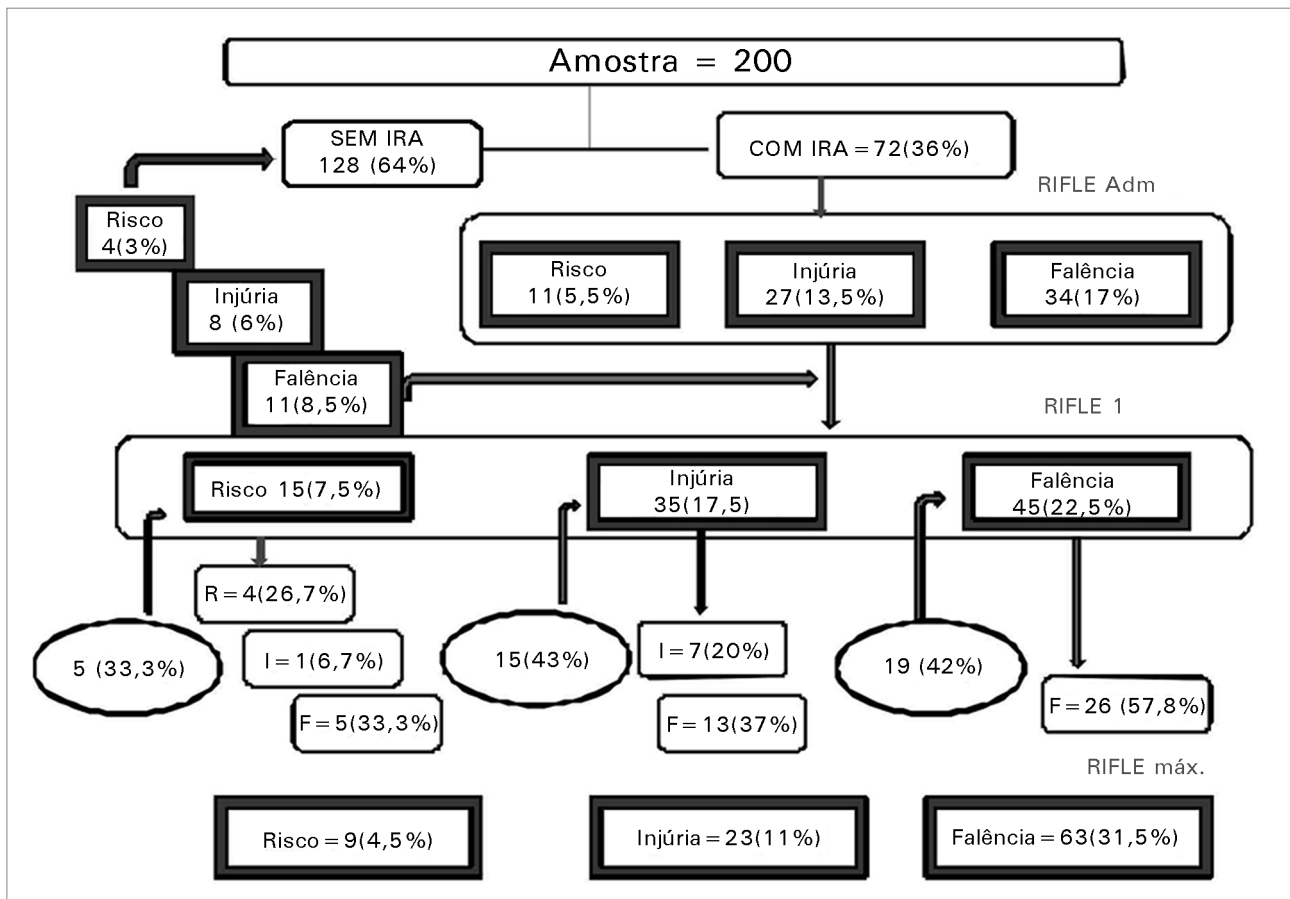 Amostra = 200
SEM IRA
128 (64%)
COM IRA = 72(36%)
RIFLE Adm
Risco
4(3%)
Injúria
8 (6%)
Falência
11(8,5%)
Risco
11(5,5%)
Injúria
27(13,5%)
Falência
34(17%)
RIFLE 1
Risco 15(7,5%)
Injúria
35(17,5)
Falência
45(22,5%)
R = 4(26,7%)
I = 1(6,7%)
F = 5(33,3%)
5 (33,3%)
15(43%)
I = 7(20%)
F = 13(37%)
19 (42%)
F = 26 (57,8%)
RIFLE máx.
Risco = 9(4,5%)
Injúria = 23(11%)
Falência = 63(31,5%)